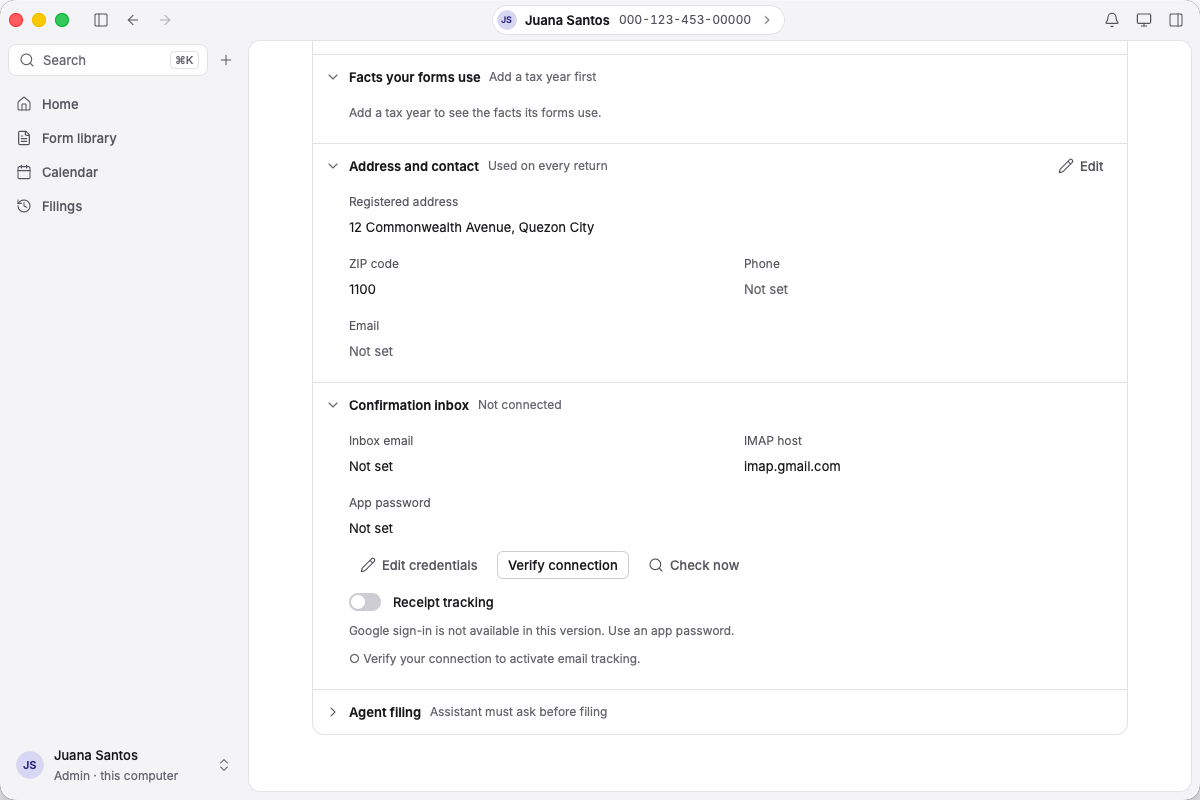 JS Juana Santos 000-123-453-00000
Search ⌘K
Home
Form library
Calendar
Filings
Facts your forms use Add a tax year first
Add a tax year to see the facts its forms use.
Address and contact Used on every return Edit
Registered address
12 Commonwealth Avenue, Quezon City
ZIP code Phone
1100 Not set
Email
Not set
Confirmation inbox Not connected
Inbox email IMAP host
Not set imap.gmail.com
App password
Not set
Edit credentials Verify connection Check now
Receipt tracking
Google sign-in is not available in this version. Use an app password.
Verify your connection to activate email tracking.
Agent filing Assistant must ask before filing
JS Juana Santos
Admin · this computer